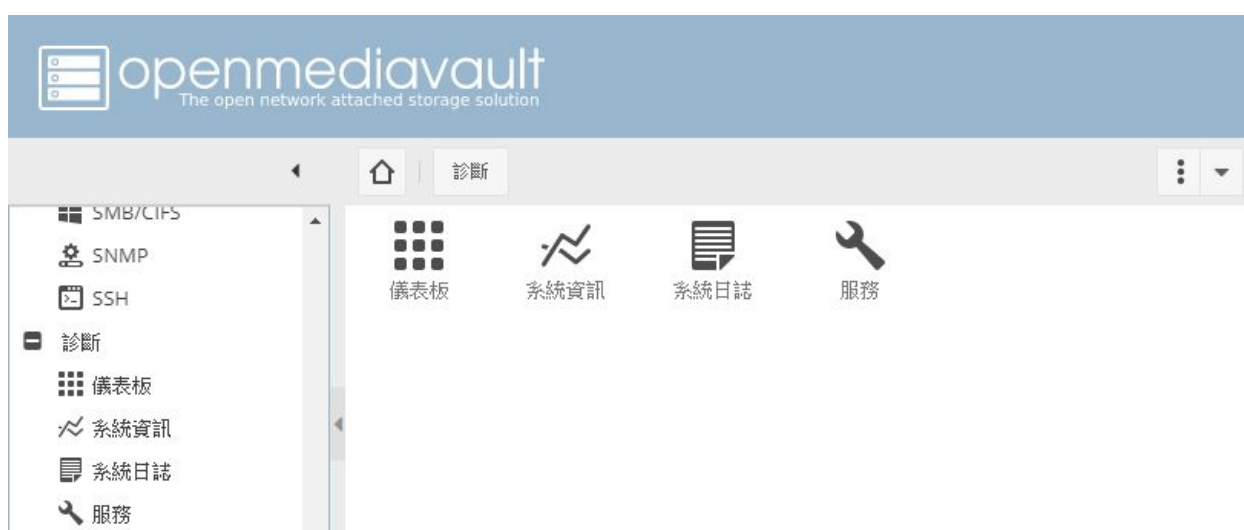 openmediavault
The open network attached storage solution
診斷
SMB/CIFS
SNMP
SSH
診斷
儀表板
系統資訊
系統日誌
服務
儀表板
系統資訊
系統日誌
服務